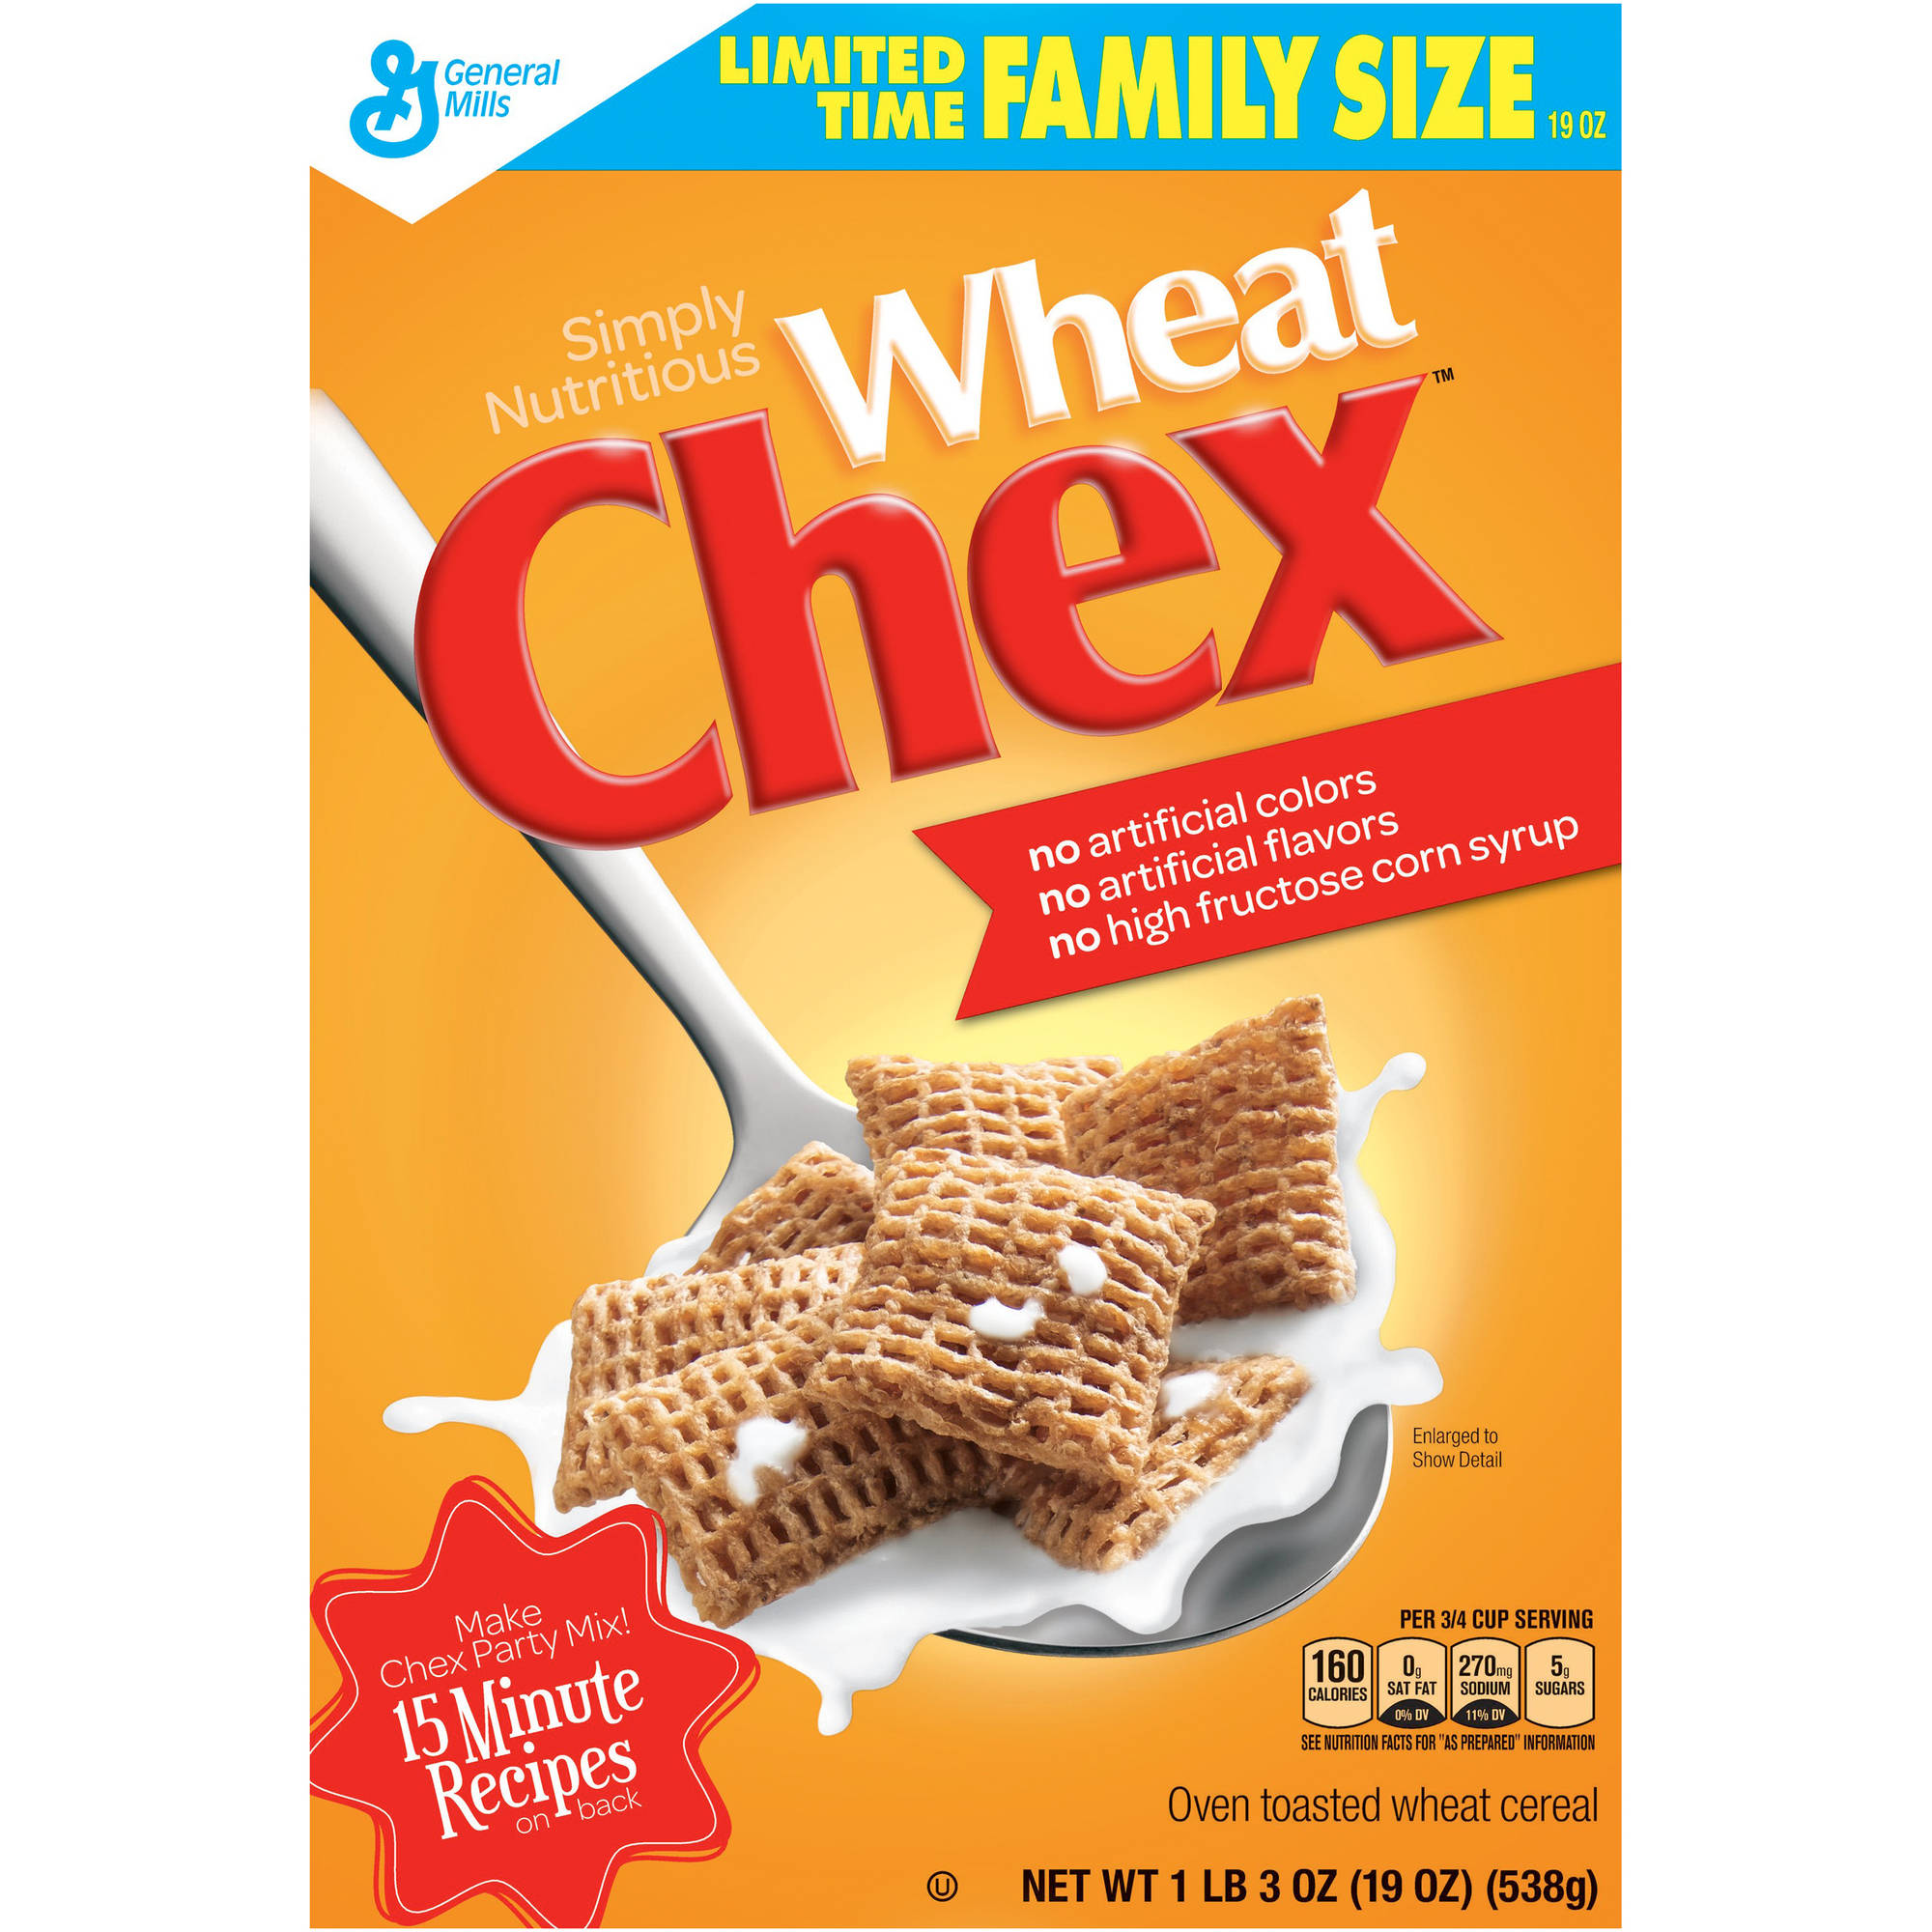 General
Mills
LIMITED
TIME
FAMILY SIZE
19 OZ
Simply
Nutritious
Wheat
Chex™
no artificial colors
no artificial flavors
no high fructose corn syrup
Enlarged to
Show Detail
Make
Chex Party Mix!
15 Minute
Recipes
on back
PER 3/4 CUP SERVING
160
CALORIES
0g
SAT FAT
0% DV
270mg
SODIUM
11% DV
5g
SUGARS
SEE NUTRITION FACTS FOR "AS PREPARED" INFORMATION
Oven toasted wheat cereal
U
NET WT 1 LB 3 OZ (19 OZ) (538g)